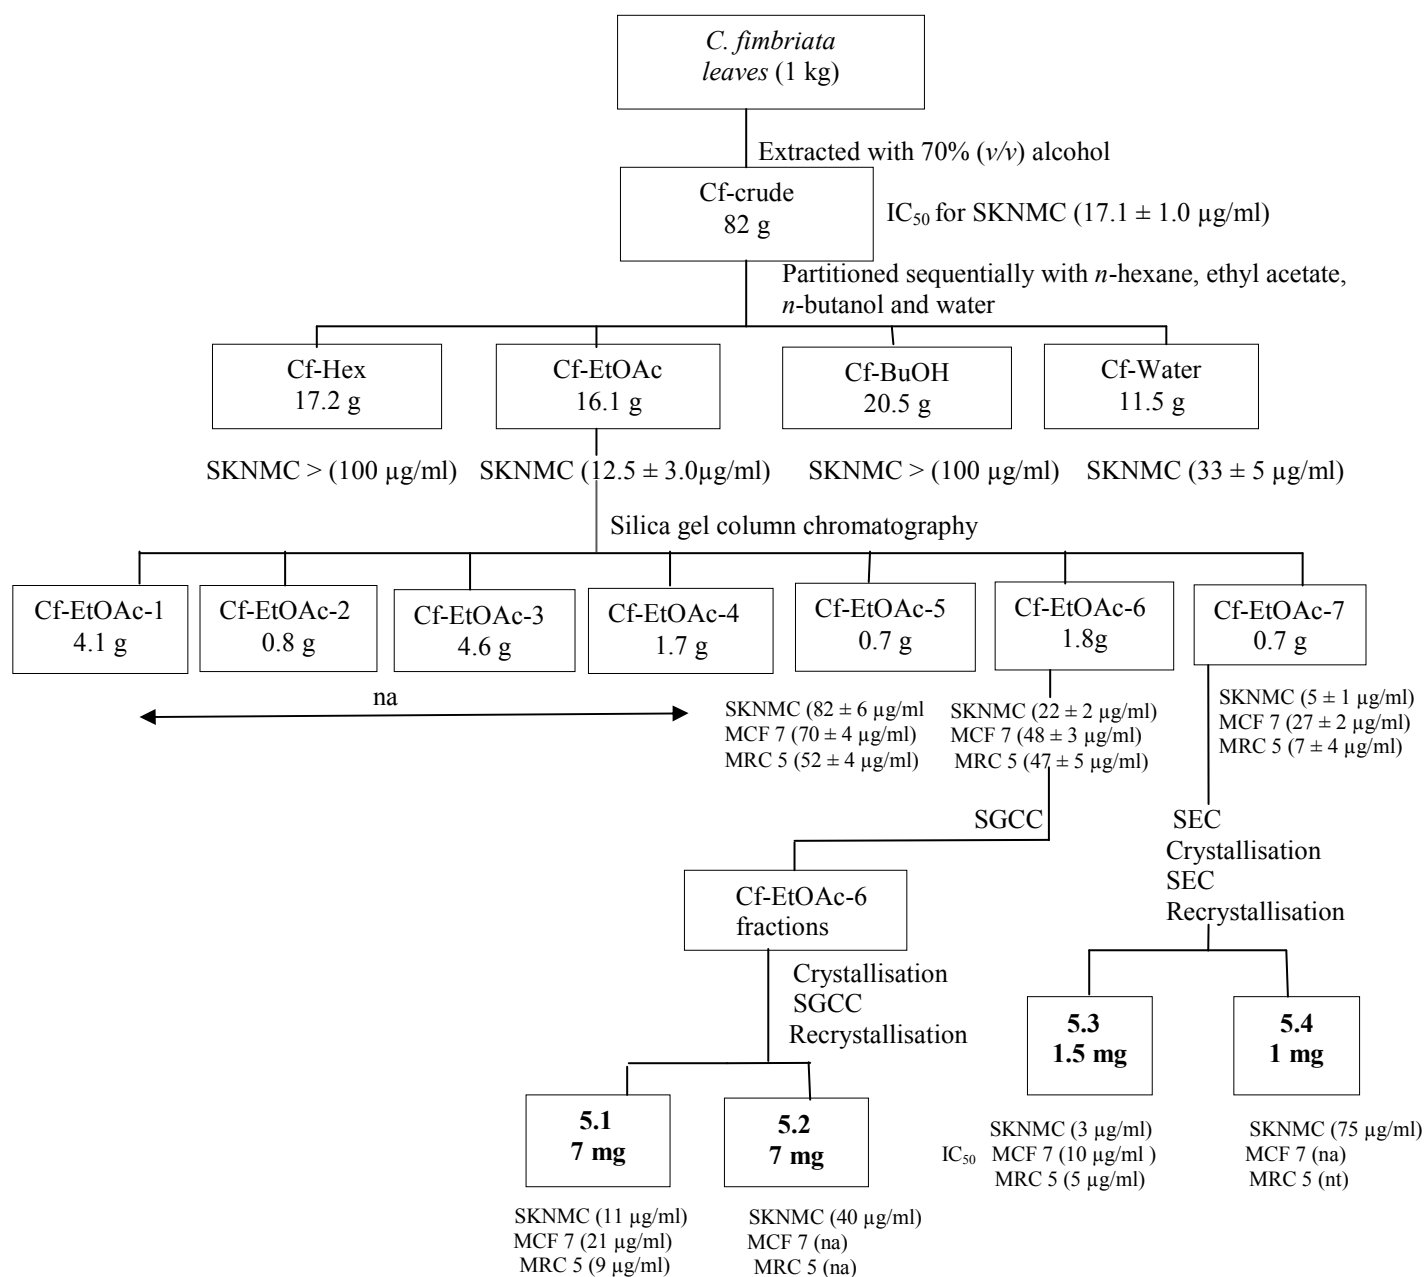 C. fimbriata
leaves (1 kg)
Extracted with 70% (v/v) alcohol
Cf-crude
82 g
IC50 for SKNMC (17.1 ± 1.0 µg/ml)
Partitioned sequentially with n-hexane, ethyl acetate,
n-butanol and water
Cf-Hex
17.2 g
Cf-EtOAc
16.1 g
Cf-BuOH
20.5 g
Cf-Water
11.5 g
SKNMC > (100 µg/ml)
SKNMC (12.5 ± 3.0µg/ml)
SKNMC > (100 µg/ml)
SKNMC (33 ± 5 µg/ml)
Silica gel column chromatography
Cf-EtOAc-1
4.1 g
Cf-EtOAc-2
0.8 g
Cf-EtOAc-3
4.6 g
Cf-EtOAc-4
1.7 g
Cf-EtOAc-5
0.7 g
Cf-EtOAc-6
1.8g
Cf-EtOAc-7
0.7 g
na
SKNMC (82 ± 6 µg/ml
MCF 7 (70 ± 4 µg/ml)
MRC 5 (52 ± 4 µg/ml)
SKNMC (22 ± 2 µg/ml)
MCF 7 (48 ± 3 µg/ml)
MRC 5 (47 ± 5 µg/ml)
SKNMC (5 ± 1 µg/ml)
MCF 7 (27 ± 2 µg/ml)
MRC 5 (7 ± 4 µg/ml)
SGCC
SEC
Crystallisation
SEC
Recrystallisation
Cf-EtOAc-6
fractions
Crystallisation
SGCC
Recrystallisation
5.3
1.5 mg
5.4
1 mg
5.1
7 mg
5.2
7 mg
SKNMC (3 µg/ml)
IC50 MCF 7 (10 µg/ml )
MRC 5 (5 µg/ml)
SKNMC (75 µg/ml)
MCF 7 (na)
MRC 5 (nt)
SKNMC (11 µg/ml)
MCF 7 (21 µg/ml)
MRC 5 (9 µg/ml)
SKNMC (40 µg/ml)
MCF 7 (na)
MRC 5 (na)